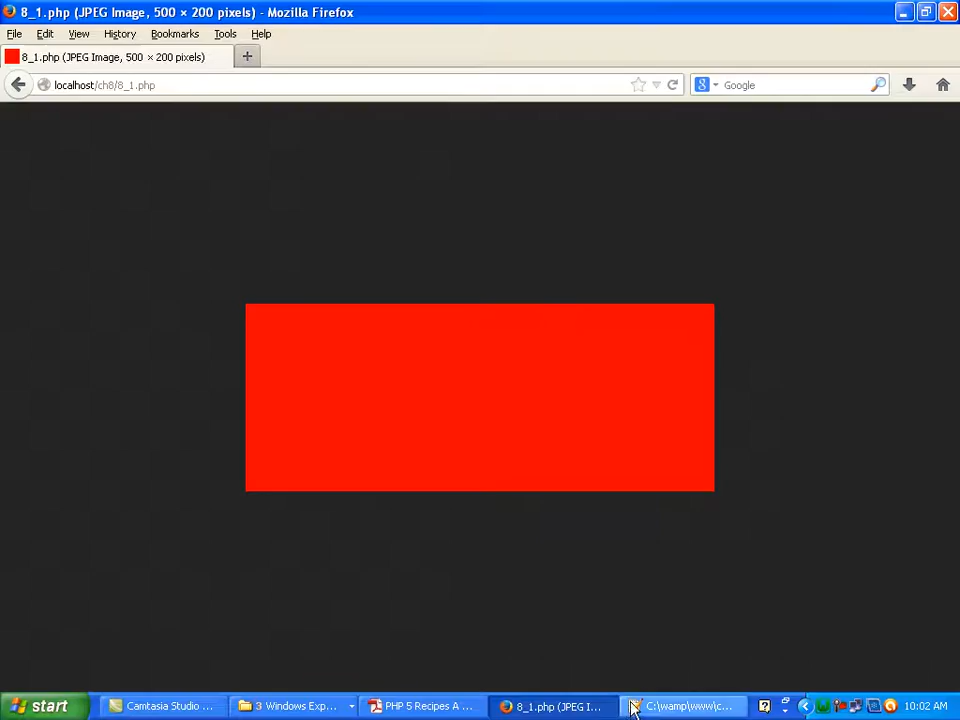 8_1.php (JPEG Image, 500 × 200 pixels) - Mozilla Firefox
File Edit View History Bookmarks Tools Help
8_1.php (JPEG Image, 500 × 200 pixels)
localhost/ch8/8_1.php
Google
start
Camtasia Studio ...
3 Windows Exp...
PHP 5 Recipes A ...
8_1.php (JPEG I...
C:\wamp\www\c...
10:02 AM